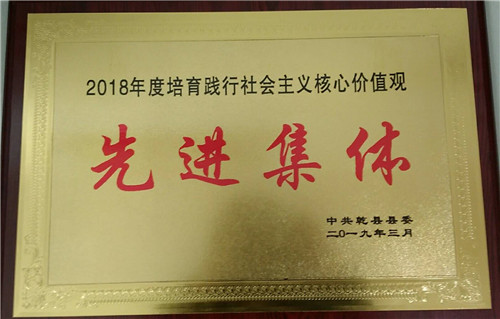 2018年度培育践行社会主义核心价值观
先进集体
中共乾县县委
二〇一九年三月